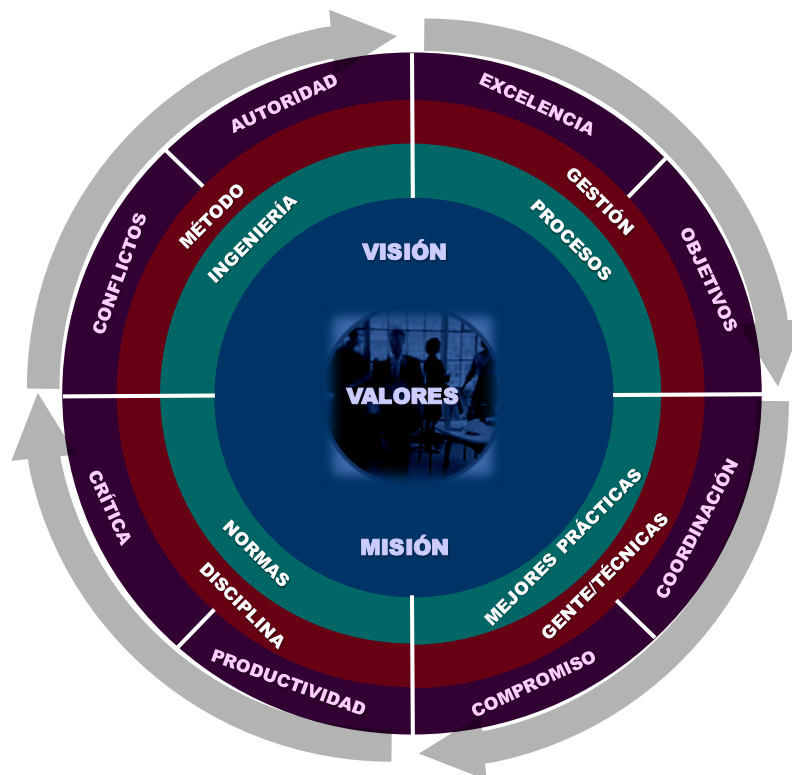 AUTORIDAD
EXCELENCIA
CONFLICTOS
MÉTODO
INGENIERÍA
GESTIÓN
PROCESOS
OBJETIVOS
VISIÓN
VALORES
MISIÓN
CRÍTICA
NORMAS
DISCIPLINA
PRODUCTIVIDAD
MEJORES PRÁCTICAS
GENTE/TÉCNICAS
COORDINACIÓN
COMPROMISO